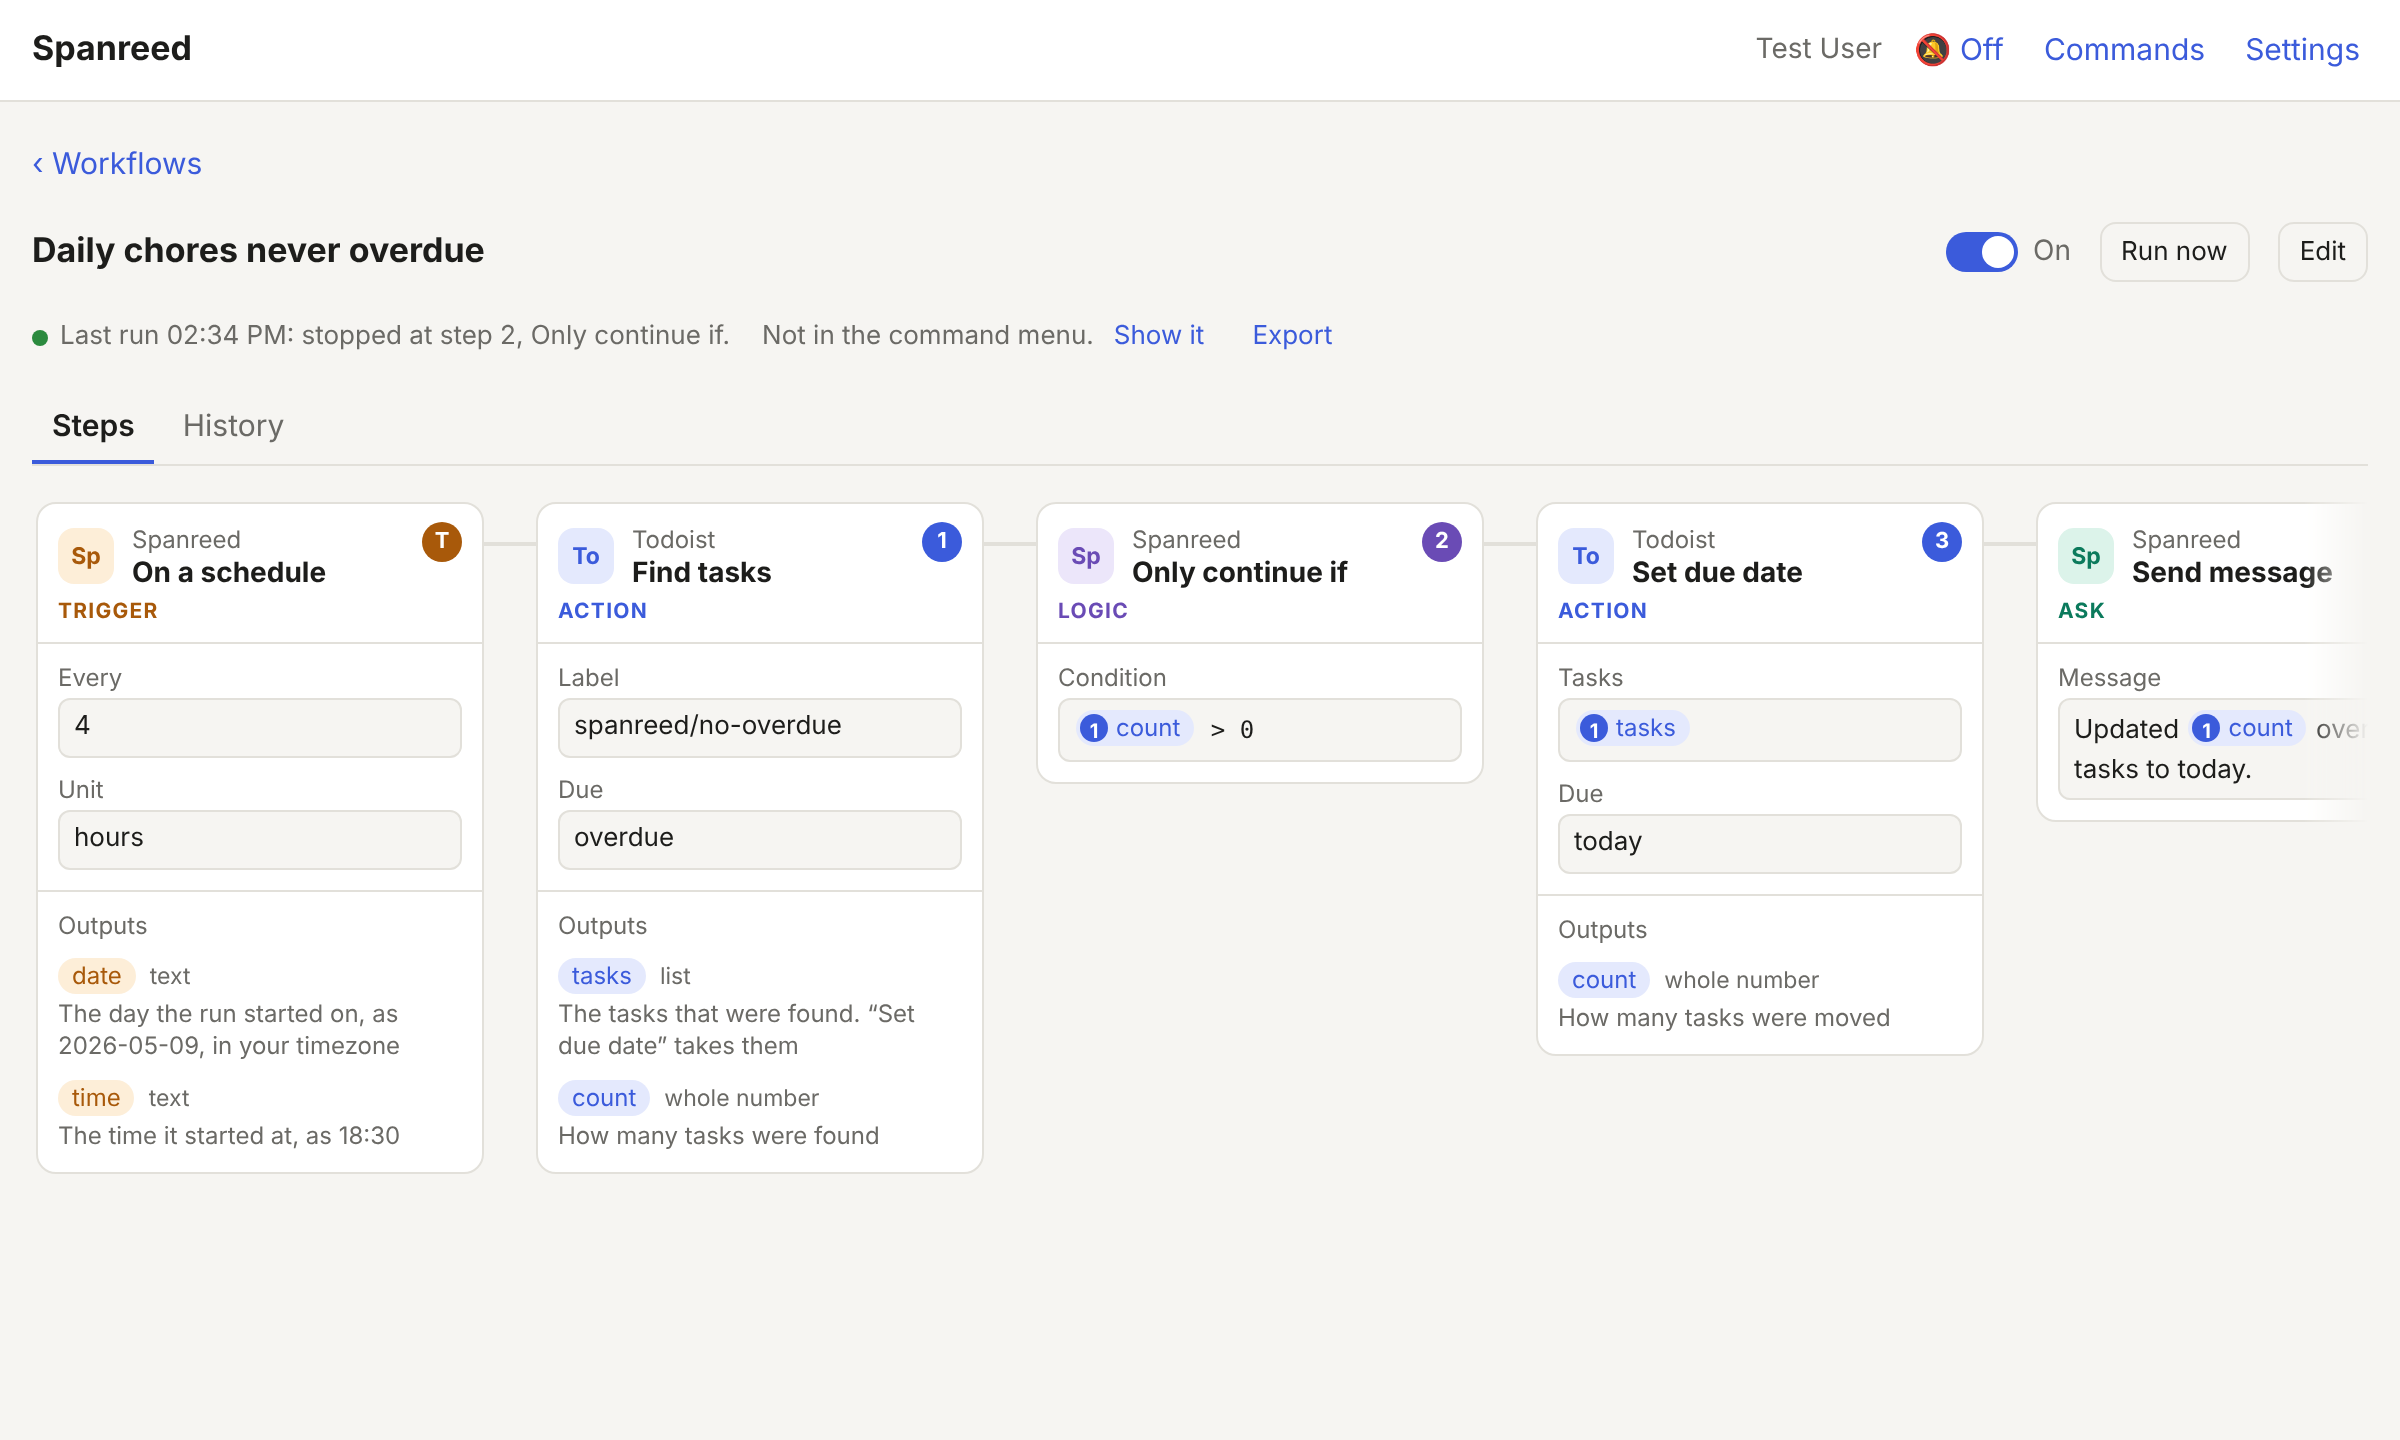 Spanreed
Test User
Off
Commands
Settings
‹ Workflows
Daily chores never overdue
On
Run now
Edit
Last run 02:34 PM: stopped at step 2, Only continue if.
Not in the command menu.
Show it
Export
Steps
History
Sp
Spanreed
On a schedule
T
TRIGGER
Every
4
Unit
hours
Outputs
date text
The day the run started on, as
2026-05-09, in your timezone
time text
The time it started at, as 18:30
To
Todoist
Find tasks
1
ACTION
Label
spanreed/no-overdue
Due
overdue
Outputs
tasks list
The tasks that were found. “Set
due date” takes them
count whole number
How many tasks were found
Sp
Spanreed
Only continue if
2
LOGIC
Condition
1 count > 0
To
Todoist
Set due date
3
ACTION
Tasks
1 tasks
Due
today
Outputs
count whole number
How many tasks were moved
Sp
Spanreed
Send message
ASK
Message
Updated 1 count
tasks to today.